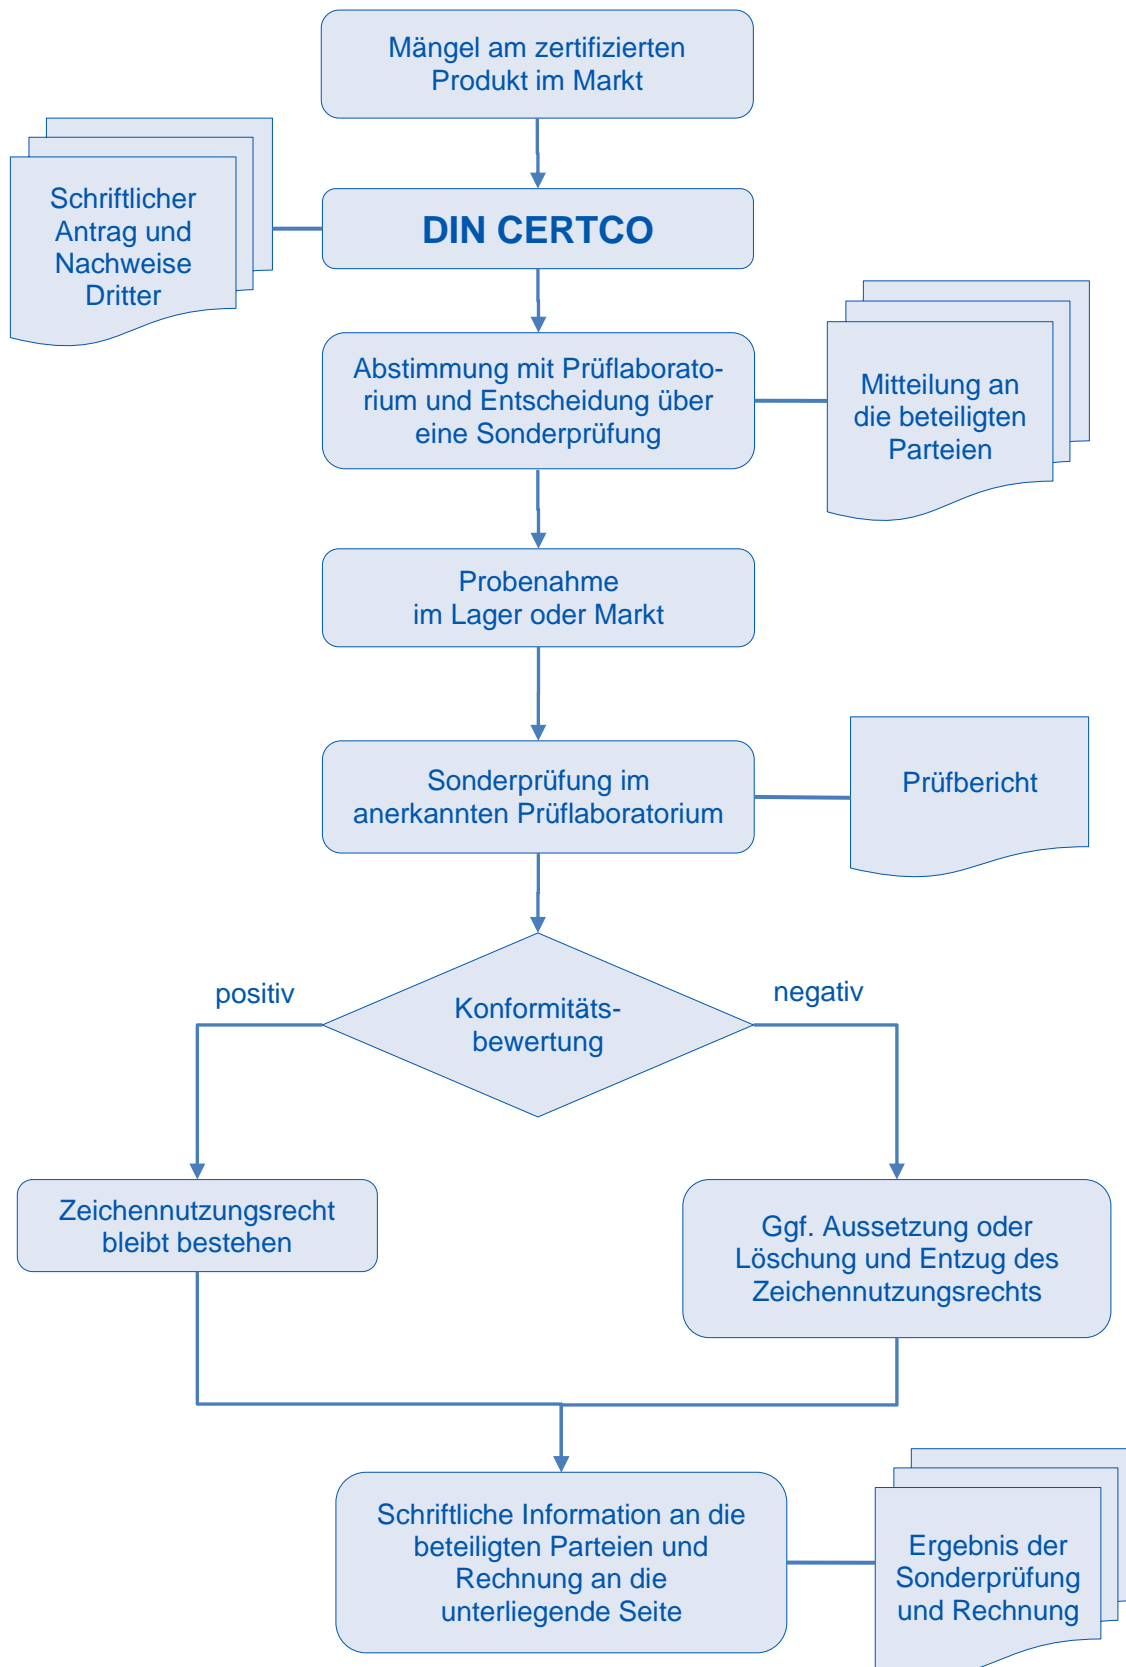 Mängel am zertifizierten
Produkt im Markt
Schriftlicher
Antrag und
Nachweise
Dritter
DIN CERTCO
Abstimmung mit Prüflaborato-
rium und Entscheidung über
eine Sonderprüfung
Mitteilung an
die beteiligten
Parteien
Probenahme
im Lager oder Markt
Sonderprüfung im
anerkannten Prüflaboratorium
Prüfbericht
positiv
negativ
Konformitäts-
bewertung
Zeichennutzungsrecht
bleibt bestehen
Ggf. Aussetzung oder
Löschung und Entzug des
Zeichennutzungsrechts
Schriftliche Information an die
beteiligten Parteien und
Rechnung an die
unterliegende Seite
Ergebnis der
Sonderprüfung
und Rechnung